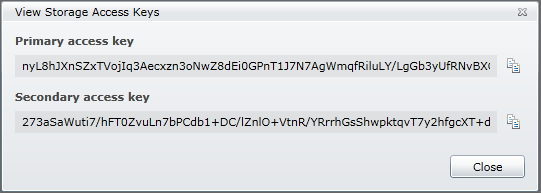 View Storage Access Keys
Primary access key
nyL8hJXnSZxTVojIq3Aecxzn3oNwZ8dEi0GPnT1J7N7AgWmqfRiluLY/LgGb3yUfRNvBX
Secondary access key
273aSaWuti7/hFT0ZvuLn7bPCdb1+DC/lZnlO+VtnR/YRrrhGsShwpktqvT7y2hfgcXT+d
Close